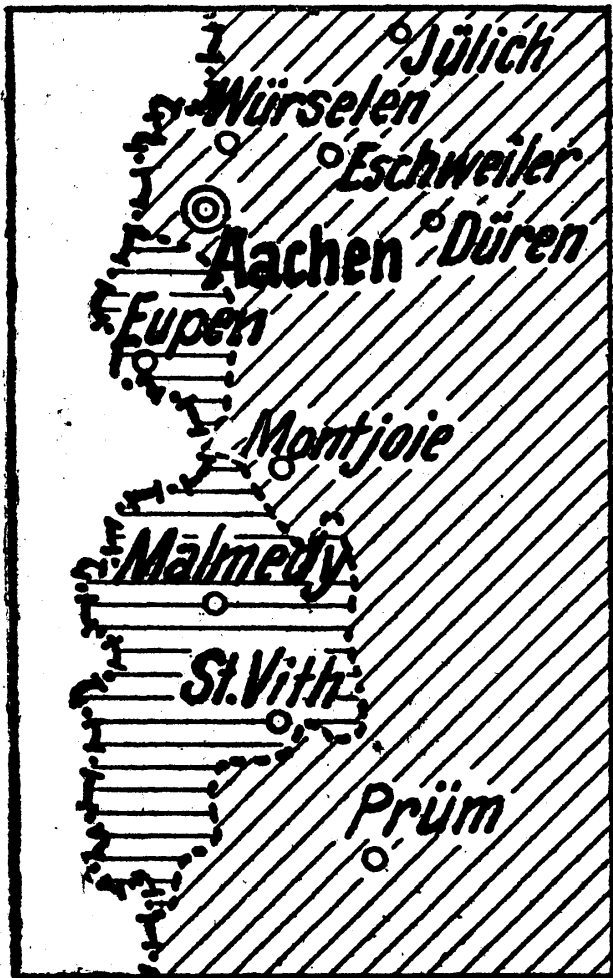 Jülich
Würselen
Eschweiler
Düren
Aachen
Eupen
Montjoie
Malmedy
St. Vith
Prüm